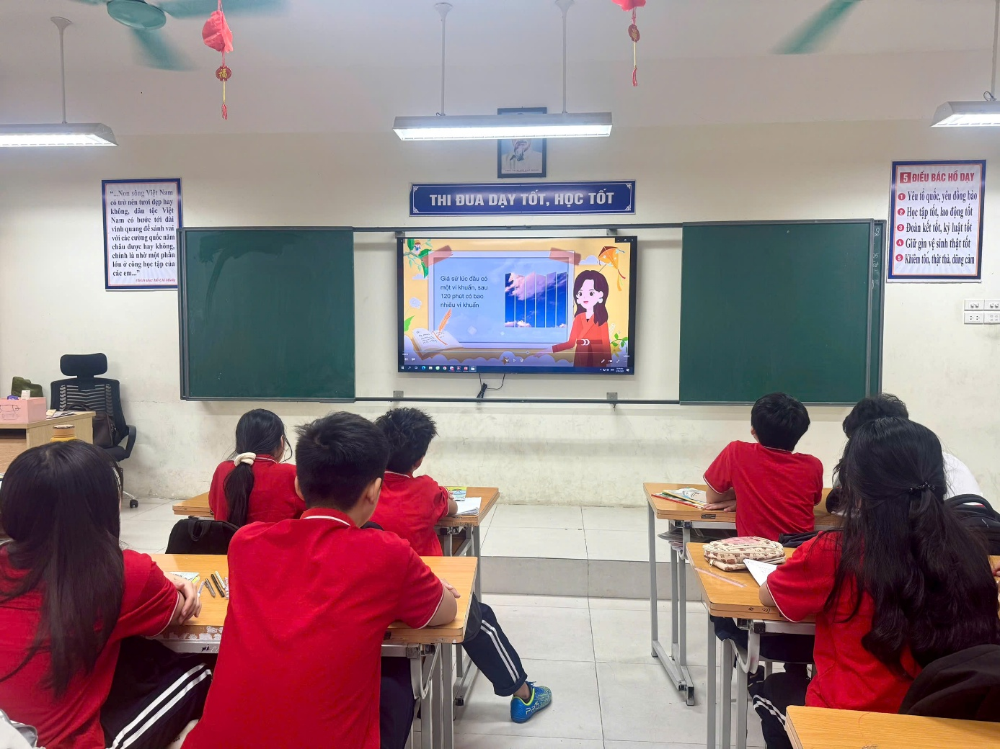 福
"...Non sông Việt Nam
có trở nên tươi đẹp hay
không, dân tộc Việt
Nam có bước tới đài
vinh quang để sánh vai
với các cường quốc năm
châu được hay không,
chính là nhờ một phần
lớn ở công học tập của
các em..."
(Trích thư Hồ Chí Minh)
THI ĐUA DẠY TỐT, HỌC TỐT
Giả sử lúc đầu có
một vi khuẩn, sau
120 phút có bao
nhiêu vi khuẩn
5 ĐIỀU BÁC HỒ DẠY
1 Yêu tổ quốc, yêu đồng bào
2 Học tập tốt, lao động tốt
3 Đoàn kết tốt, kỷ luật tốt
4 Giữ gìn vệ sinh thật tốt
5 Khiêm tốn, thật thà, dũng cảm